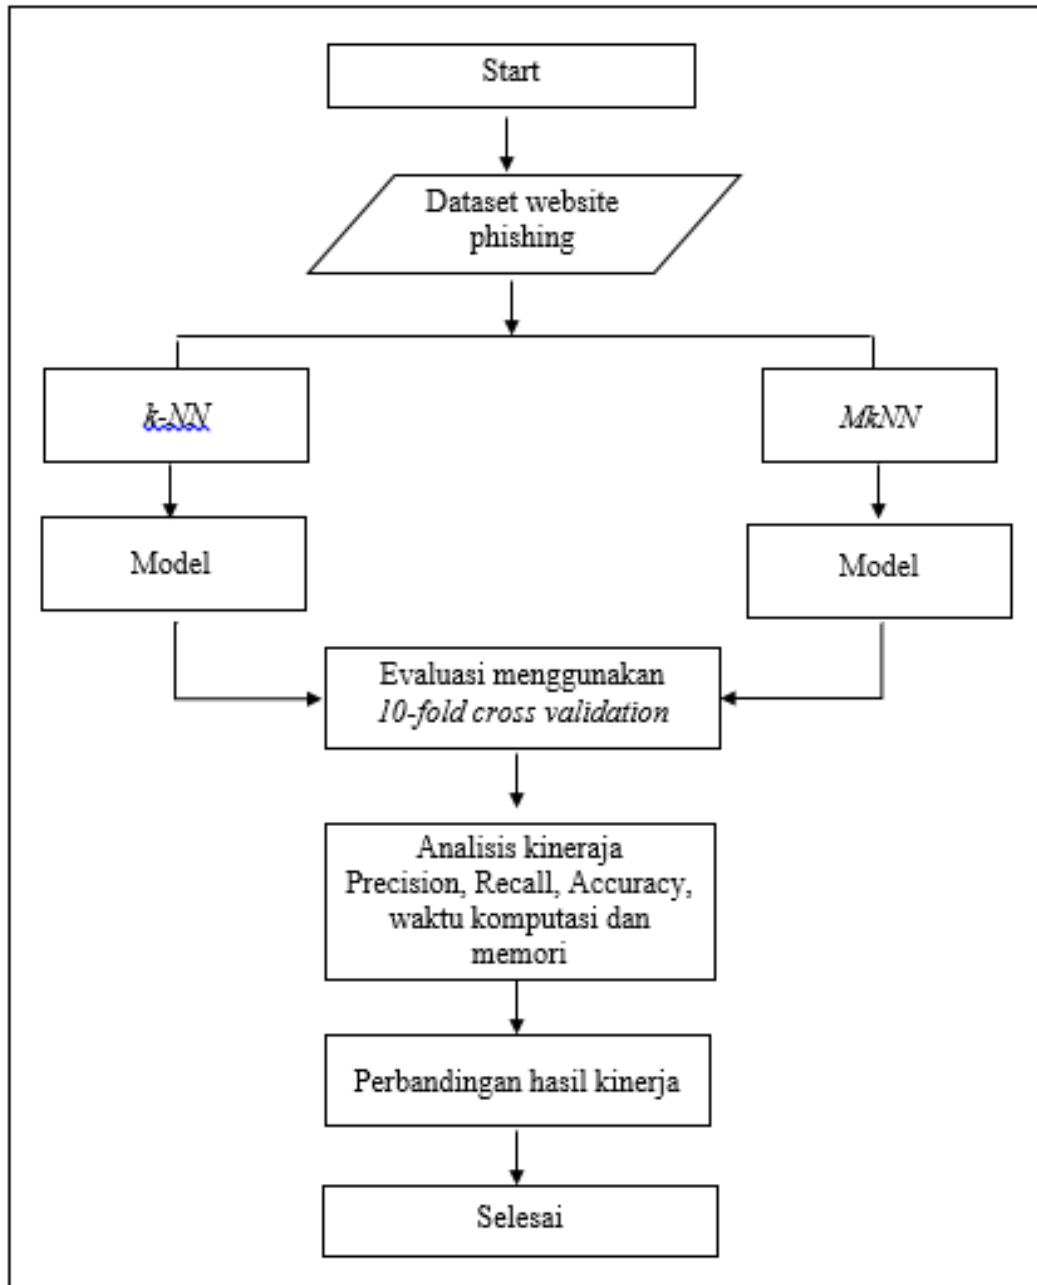 Start
Dataset website
phishing
k-NN
MkNN
Model
Model
Evaluasi menggunakan
10-fold cross validation
Analisis kineraja
Precision, Recall, Accuracy,
waktu komputasi dan
memori
Perbandingan hasil kinerja
Selesai